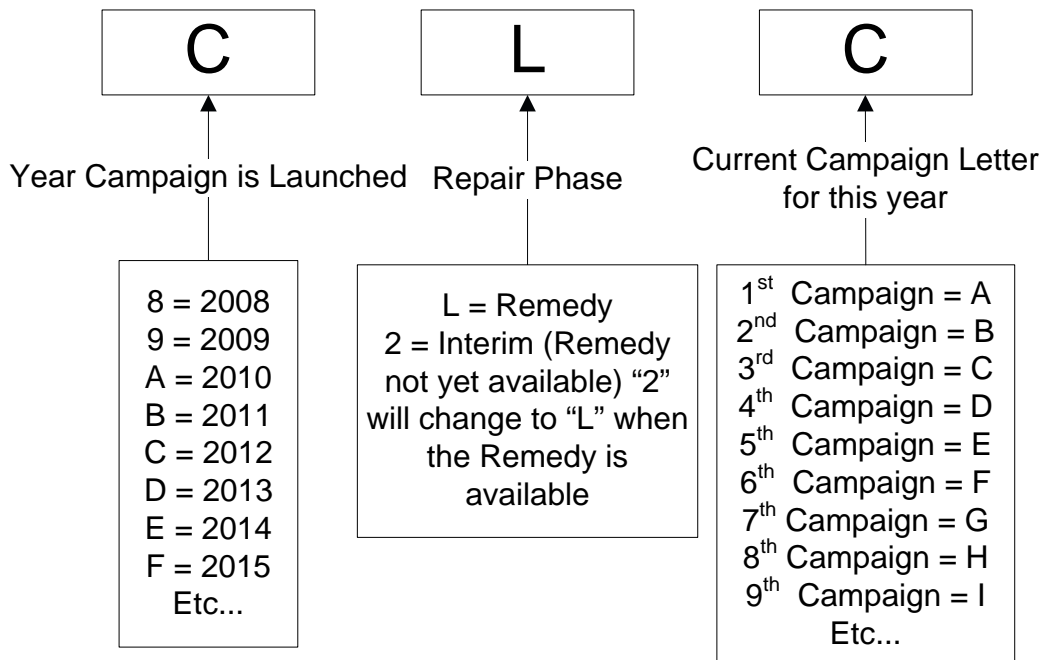 C
L
C
Year Campaign is Launched
Repair Phase
Current Campaign Letter
for this year
8 = 2008
9 = 2009
A = 2010
B = 2011
C = 2012
D = 2013
E = 2014
F = 2015
Etc...
L = Remedy
2 = Interim (Remedy
not yet available) “2”
will change to “L” when
the Remedy is
available
1st Campaign = A
2nd Campaign = B
3rd Campaign = C
4th Campaign = D
5th Campaign = E
6th Campaign = F
7th Campaign = G
8th Campaign = H
9th Campaign = I
Etc...